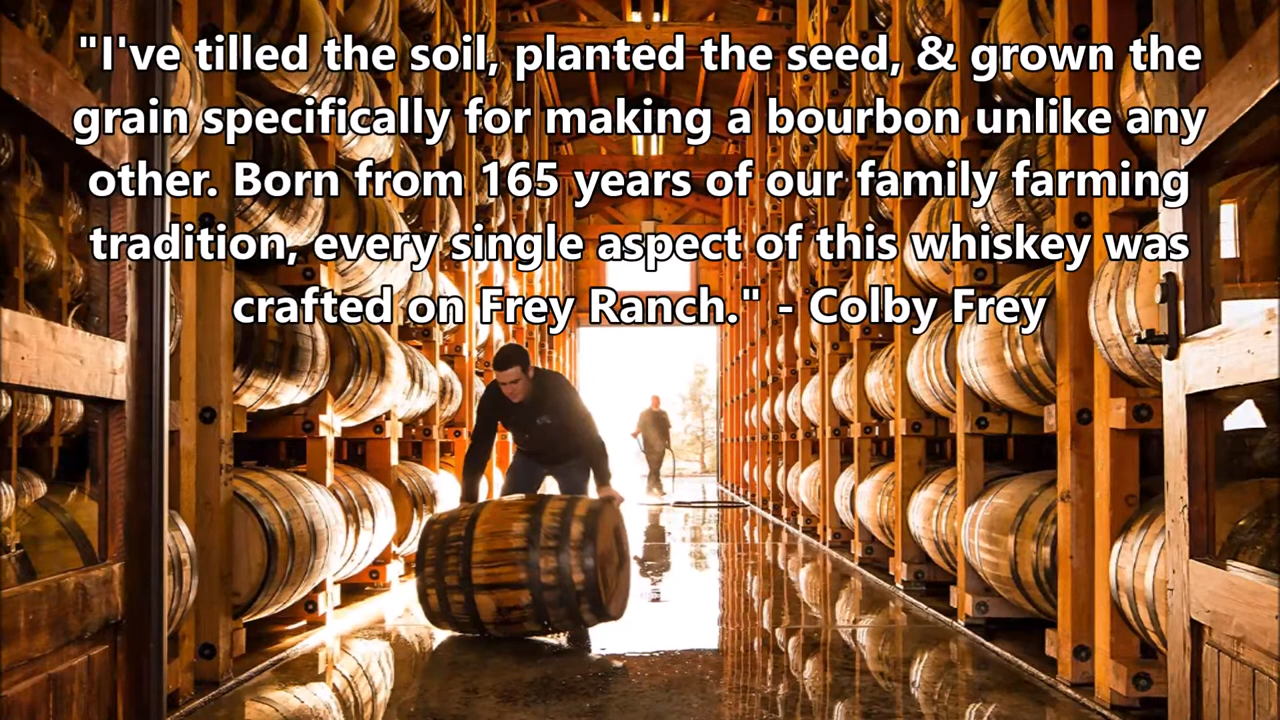 "I've tilled the soil, planted the seed, & grown the
grain specifically for making a bourbon unlike any
other. Born from 165 years of our family farming
tradition, every single aspect of this whiskey was
crafted on Frey Ranch." - Colby Frey